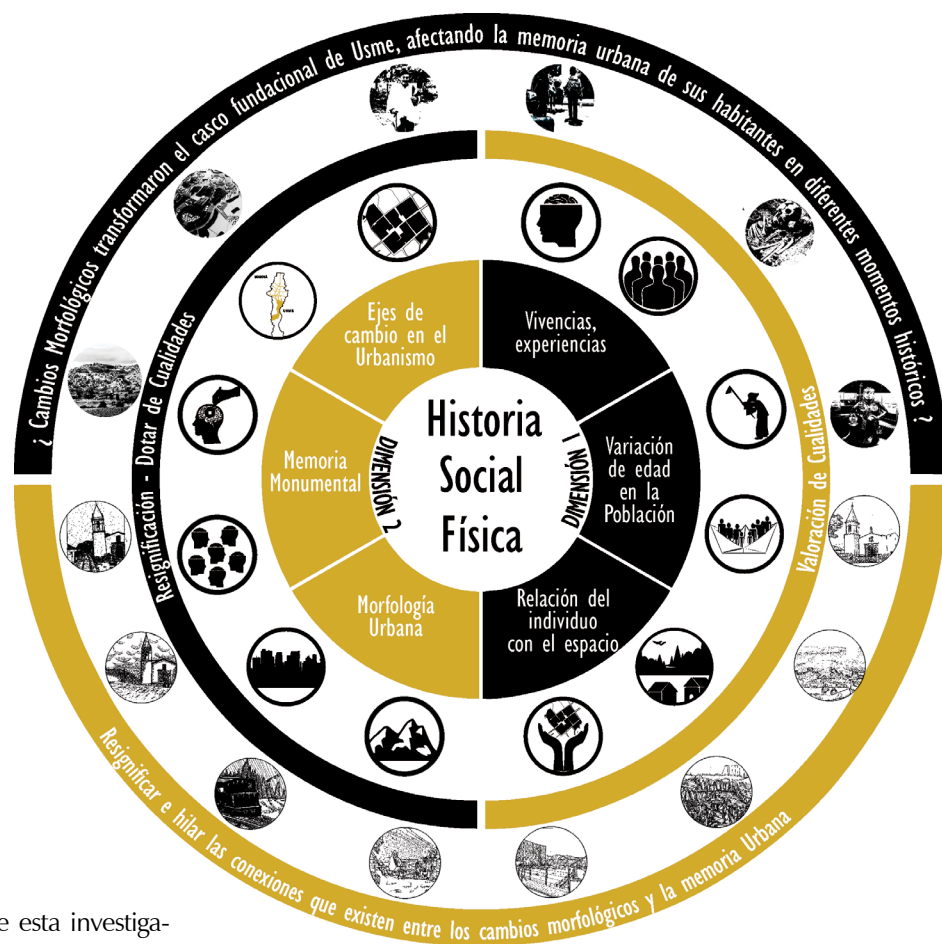 ¿ Cambios Morfológicos transformaron el casco fundacional de Usme, afectando la memoria urbana de sus habitantes en diferentes momentos históricos ?
Resignificación - Dotar de Cualidades
Valoración de Cualidades
Ejes de
cambio en el
Urbanismo
Vivencias,
experiencias
Memoria
Monumental
DIMENSIÓN 2
Historia
Social
Física
DIMENSIÓN 1
Variación
de edad
en la
Población
Morfología
Urbana
Relación del
individuo
con el espacio
Resignificar e hilar las conexiones que existen entre los cambios morfológicos y la memoria Urbana
e esta investiga-